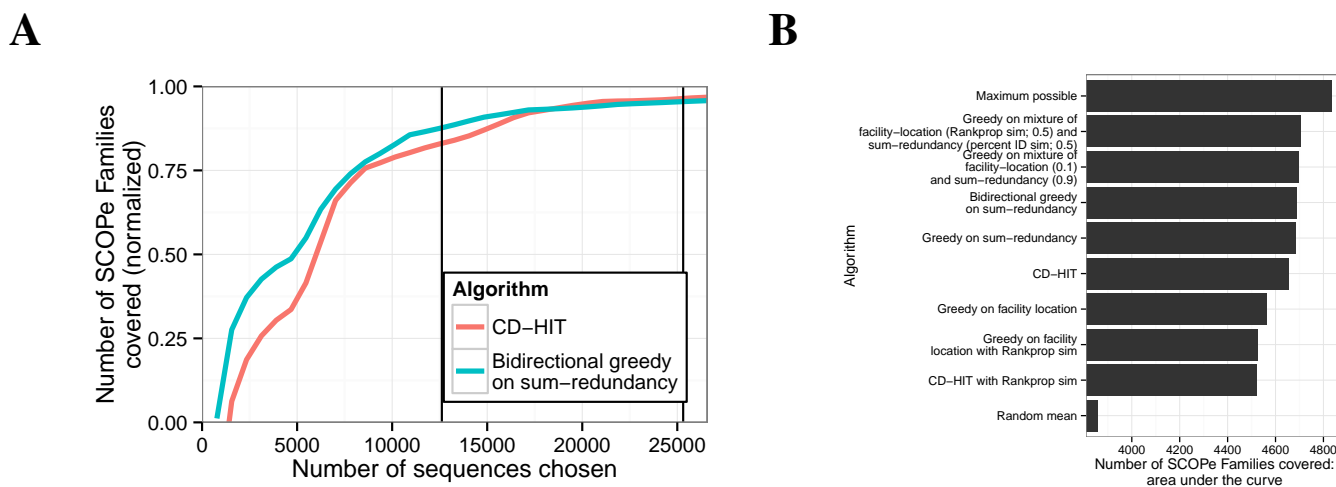 A
Number of SCOPe Families
covered (normalized)
1.00
0.75
0.50
0.25
0.00
0
5000
10000
15000
20000
25000
Number of sequences chosen
Algorithm
CD−HIT
Bidirectional greedy
on sum−redundancy
B
Algorithm
Maximum possible
Greedy on mixture of
facility−location (Rankprop sim; 0.5) and
sum−redundancy (percent ID sim; 0.5)
Greedy on mixture of
facility−location (0.1)
and sum−redundancy (0.9)
Bidirectional greedy
on sum−redundancy
Greedy on sum−redundancy
CD−HIT
Greedy on facility location
Greedy on facility
location with Rankprop sim
CD−HIT with Rankprop sim
Random mean
4000
4200
4400
4600
4800
Number of SCOPe Families covered:
area under the curve